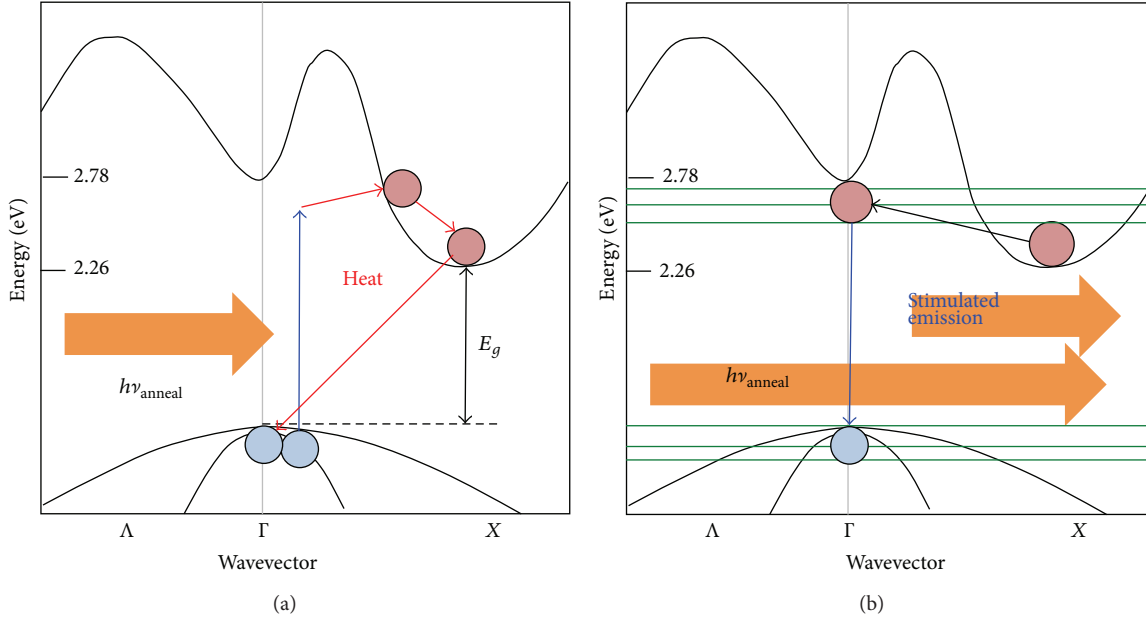 Energy (eV)
2.78
2.26
Heat
E_g
hν_anneal
Λ
Γ
X
Wavevector
(a)
Energy (eV)
2.78
2.26
Stimulated
emission
hν_anneal
Λ
Γ
X
Wavevector
(b)